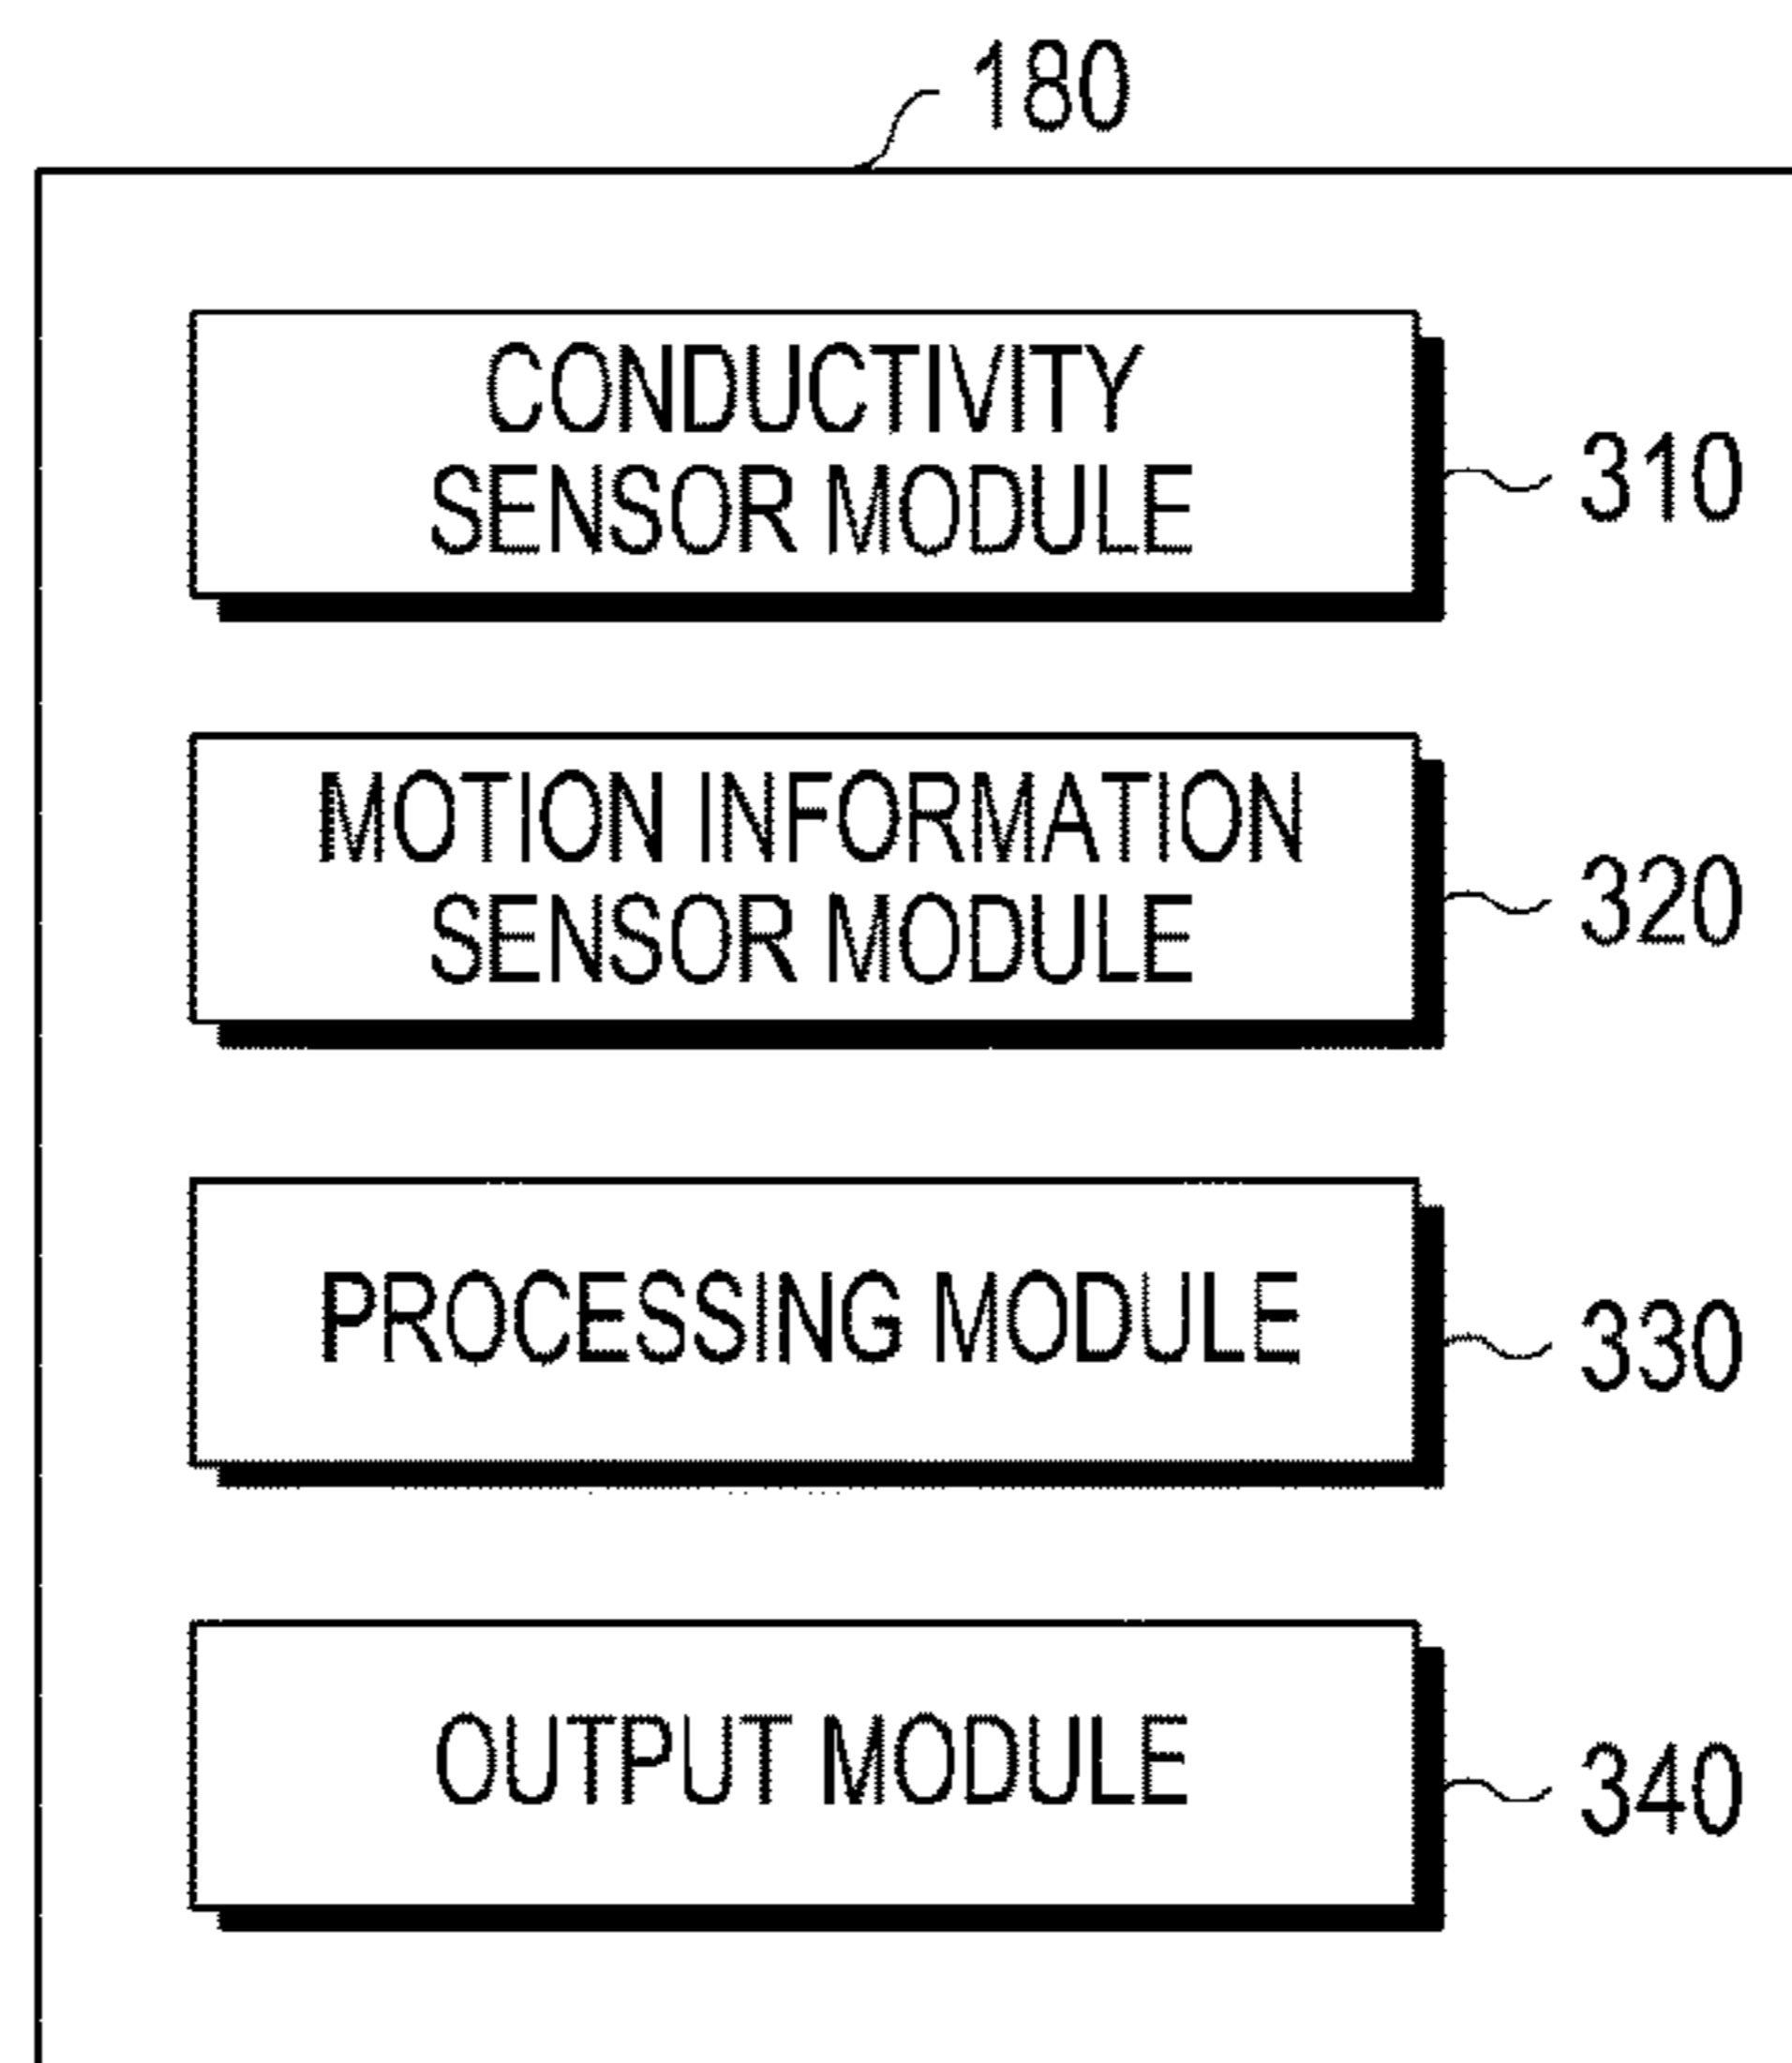 180
CONDUCTIVITY
SENSOR MODULE
310
MOTION INFORMATION
SENSOR MODULE
320
PROCESSING MODULE
330
OUTPUT MODULE
340